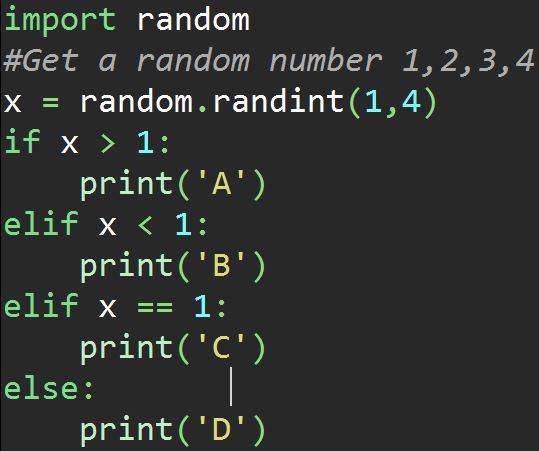 import random
#Get a random number 1,2,3,4
x = random.randint(1,4)
if x > 1:
    print('A')
elif x < 1:
    print('B')
elif x == 1:
    print('C')
else:
    print('D')